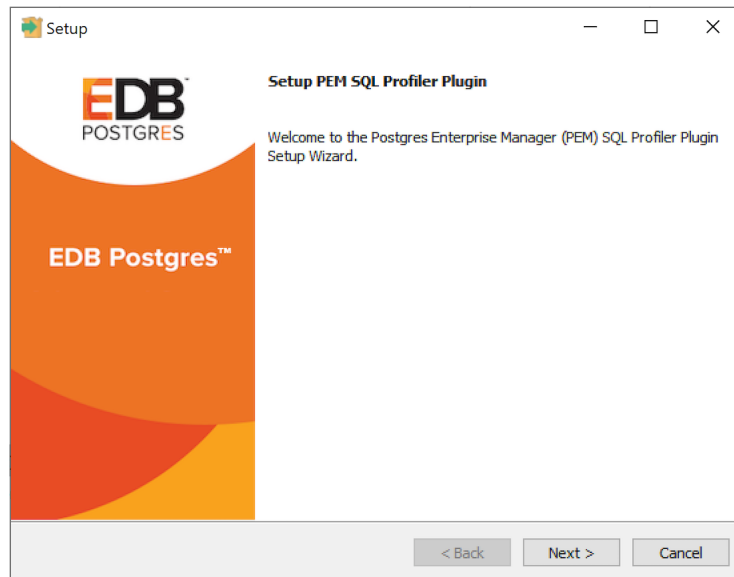 Setup
EDB™
POSTGRES
EDB Postgres™
Setup PEM SQL Profiler Plugin
Welcome to the Postgres Enterprise Manager (PEM) SQL Profiler Plugin
Setup Wizard.
< Back
Next >
Cancel